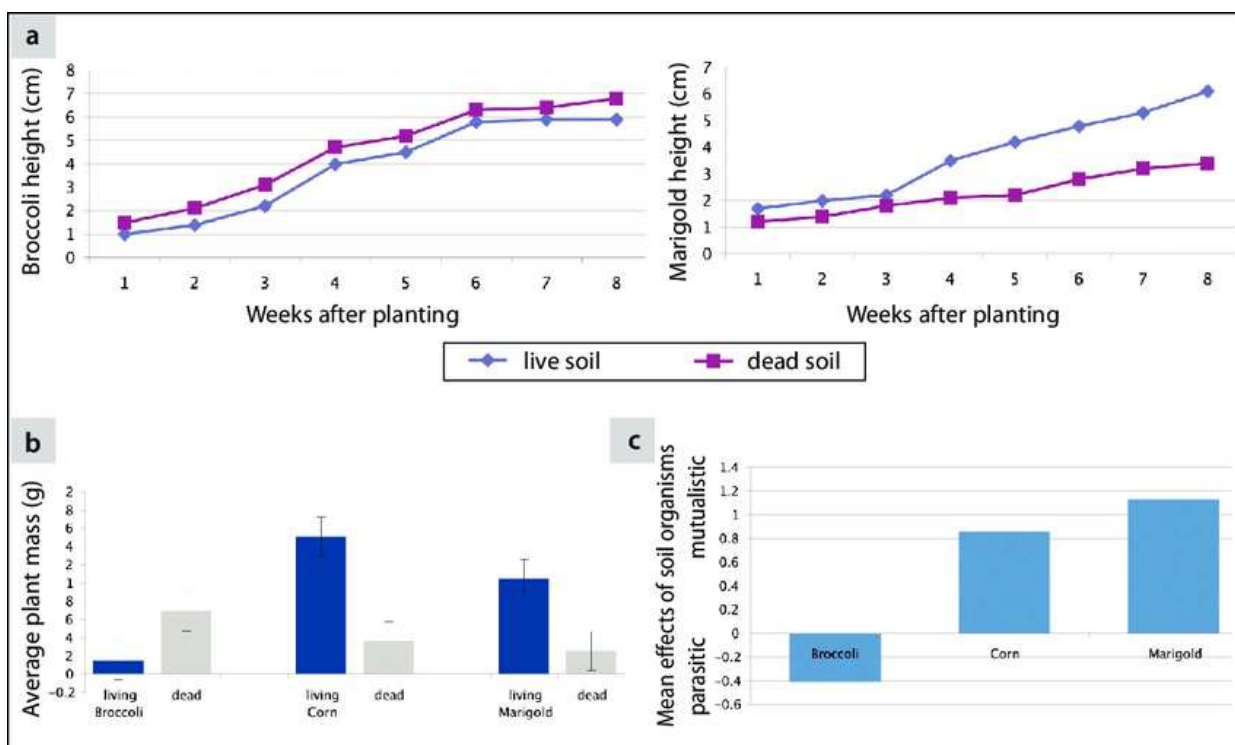 a
Broccoli height (cm)
8
7
6
5
4
3
2
1
0
1 2 3 4 5 6 7 8
Weeks after planting
Marigold height (cm)
7
6
5
4
3
2
1
0
1 2 3 4 5 6 7 8
Weeks after planting
live soil dead soil
b
Average plant mass (g)
2
8
6
4
2
1
8
6
4
2
0
−0.2
living dead living dead living dead
Broccoli Corn Marigold
c
Mean effects of soil organisms
parasitic mutualistic
1.4
1.2
1
0.8
0.6
0.4
0.2
0
−0.2
−0.4
−0.6
Broccoli Corn Marigold